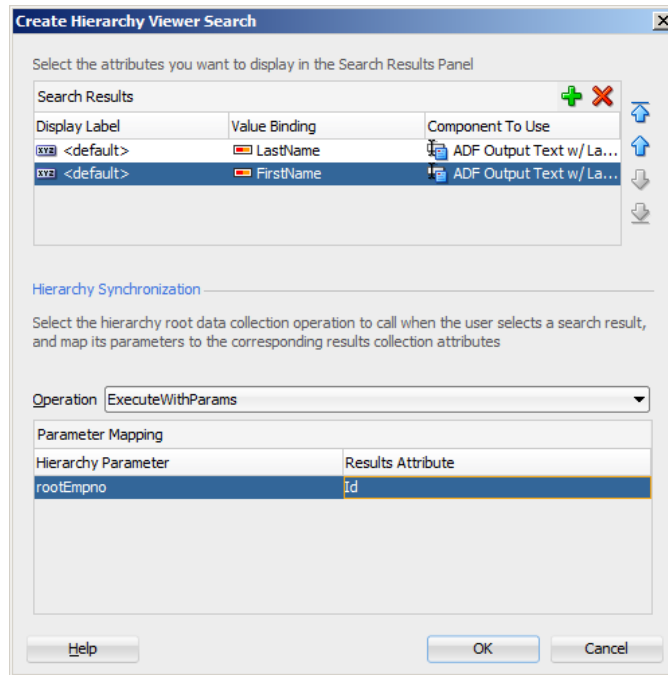 Create Hierarchy Viewer Search
Select the attributes you want to display in the Search Results Panel
Search Results
Display Label Value Binding Component To Use
xyz <default> LastName ADF Output Text w/ La...
xyz <default> FirstName ADF Output Text w/ La...
Hierarchy Synchronization
Select the hierarchy root data collection operation to call when the user selects a search result,
and map its parameters to the corresponding results collection attributes
Operation ExecuteWithParams
Parameter Mapping
Hierarchy Parameter Results Attribute
rootEmpno Id
Help OK Cancel